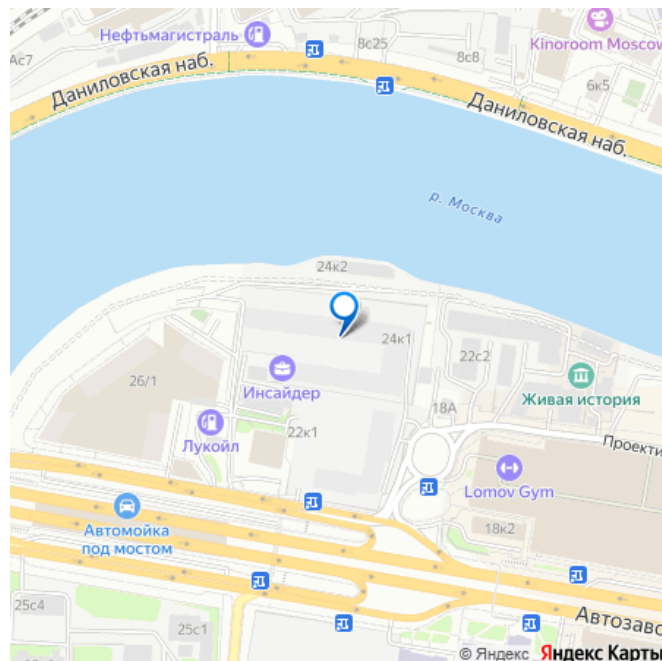 Нефтьмагистраль
8с25
Kinoroom Moscow
Ас7
8с8
6к5
Даниловская наб.
Даниловская наб.
р. Москва
24к2
24к1
22с2
26/1
Инсайдер
Живая история
18А
Лукойл
22к1
Проекти
Lomov Gym
18к2
Автомойка
под мостом
25с4
25с1
Автозаво
© Яндекс Яндекс Карты